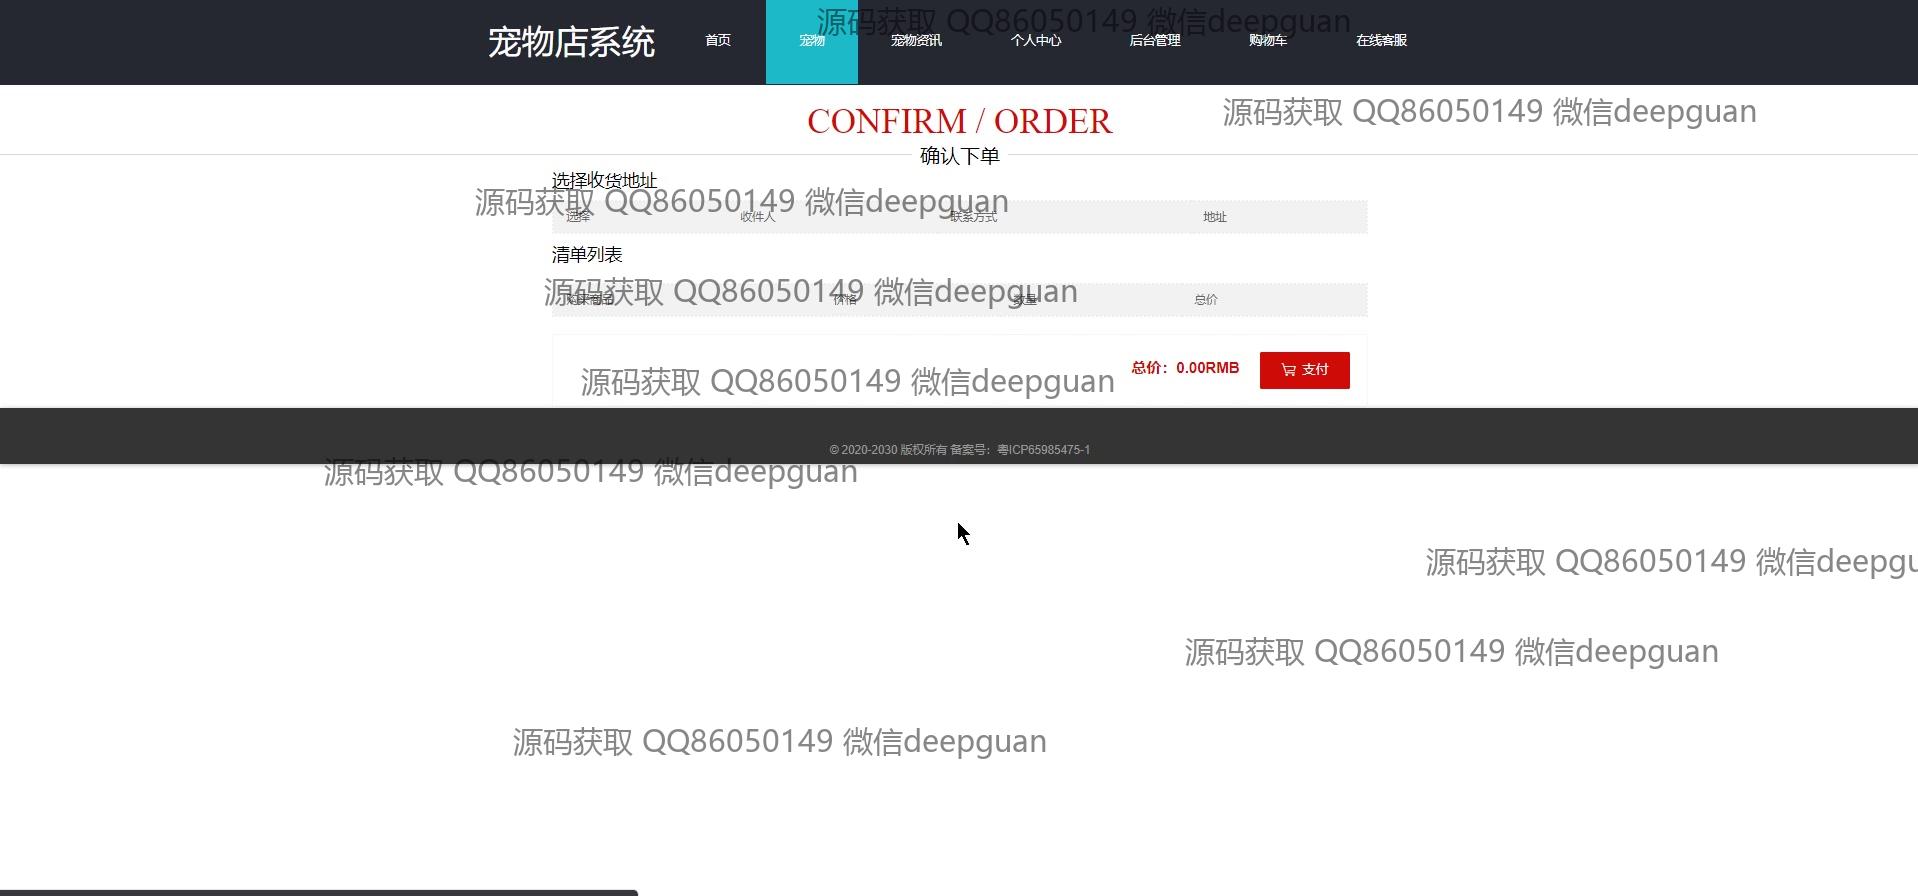 宠物店系统 首页 宠物 宠物资讯 个人中心 后台管理 购物车 在线客服
源码获取 QQ86050149 微信deepguan
源码获取 QQ86050149 微信deepguan
CONFIRM / ORDER
确认下单
选择收货地址
源码获取 QQ86050149 微信deepguan
选择 收件人 联系方式 地址
清单列表
源码获取 QQ86050149 微信deepguan
购买商品 价格 数量 总价
总价：0.00RMB 支付
源码获取 QQ86050149 微信deepguan
© 2020-2030 版权所有 备案号：粤ICP65985475-1
源码获取 QQ86050149 微信deepguan
源码获取 QQ86050149 微信deepgu
源码获取 QQ86050149 微信deepguan
源码获取 QQ86050149 微信deepguan